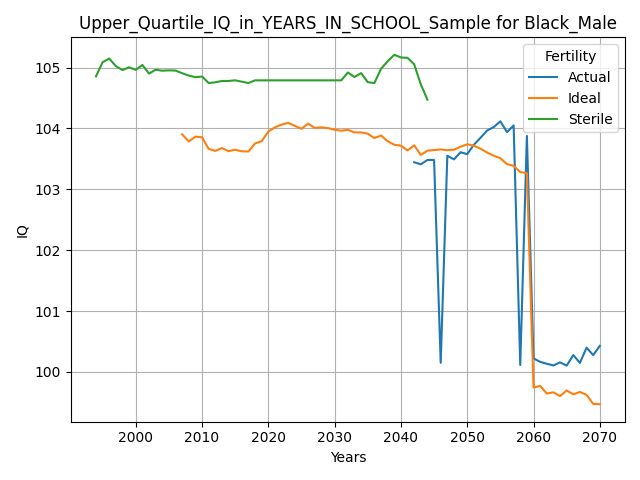 Upper_Quartile_IQ_in_YEARS_IN_SCHOOL_Sample for Black_Male
Fertility
Actual
Ideal
Sterile
105
104
103
102
101
100
IQ
2000 2010 2020 2030 2040 2050 2060 2070
Years